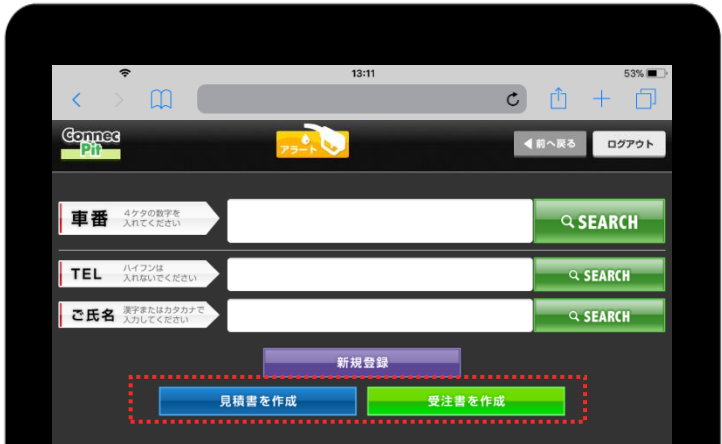 13:11
53%
Connec
Pit
アラート
前へ戻る
ログアウト
車番
4ケタの数字を
入れてください
SEARCH
TEL
ハイフンは
入れないでください
SEARCH
ご氏名
漢字またはカタカナで
入力してください
SEARCH
新規登録
見積書を作成
受注書を作成